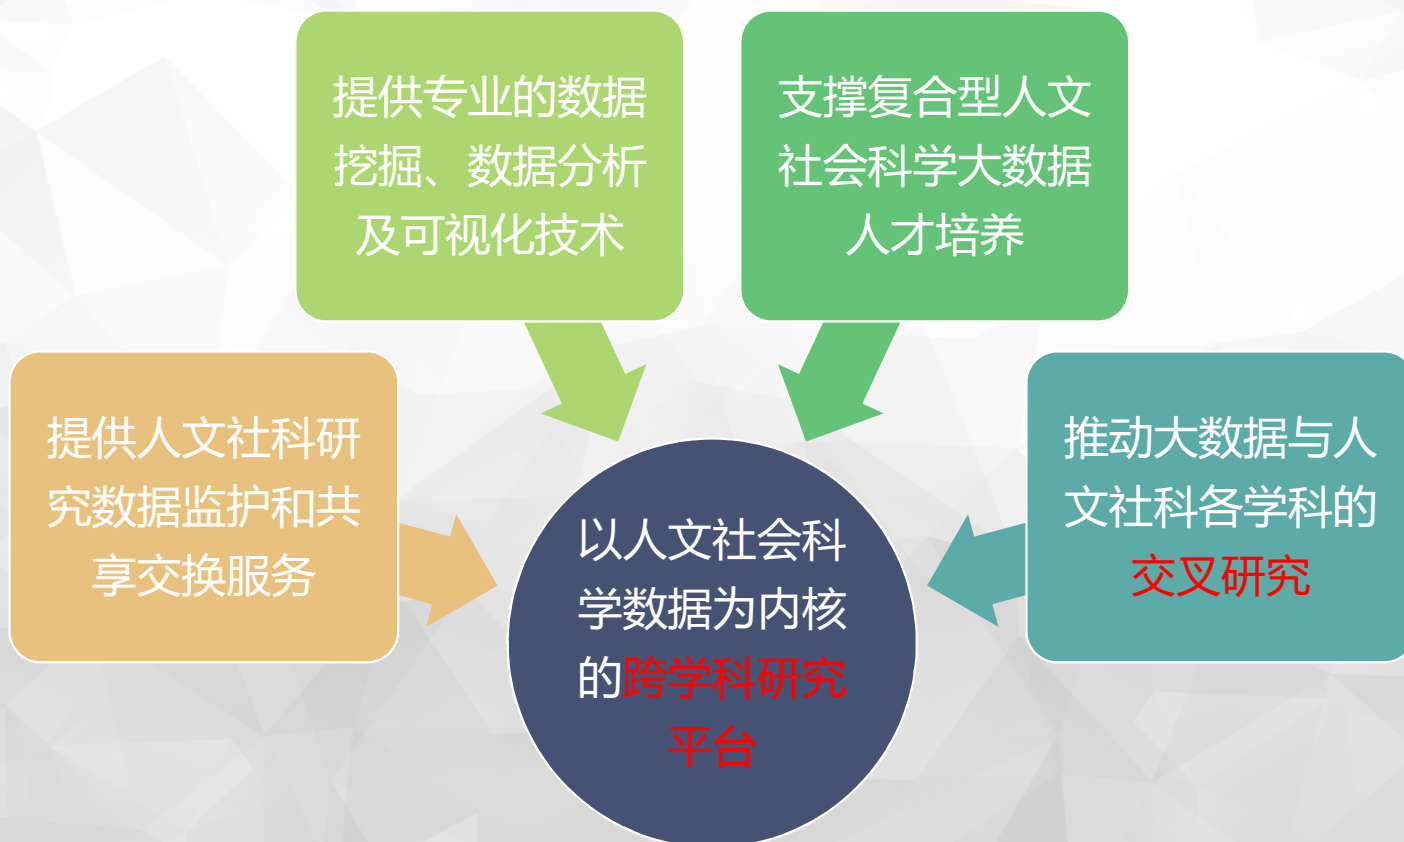 提供专业的数据
挖掘、数据分析
及可视化技术
支撑复合型人文
社会科学大数据
人才培养
提供人文社科研
究数据监护和共
享交换服务
推动大数据与人
文社科各学科的
交叉研究
以人文社会科
学数据为内核
的跨学科研究
平台